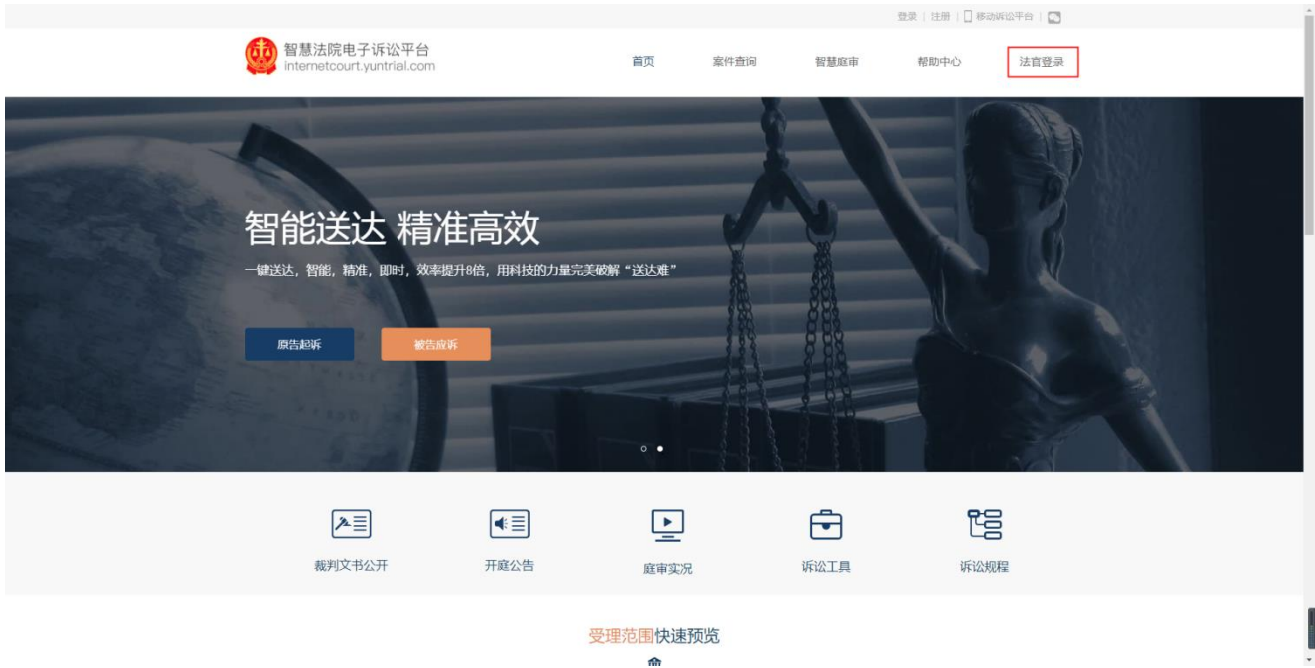 登录 | 注册 | 移动诉讼平台 |
智慧法院电子诉讼平台
internetcourt.yuntrial.com
首页 案件查询 智慧庭审 帮助中心 法官登录
智能送达 精准高效
一键送达，智能，精准，即时，效率提升8倍，用科技的力量完美破解“送达难”
原告起诉 被告应诉
裁判文书公开 开庭公告 庭审实况 诉讼工具 诉讼规程
受理范围快速预览